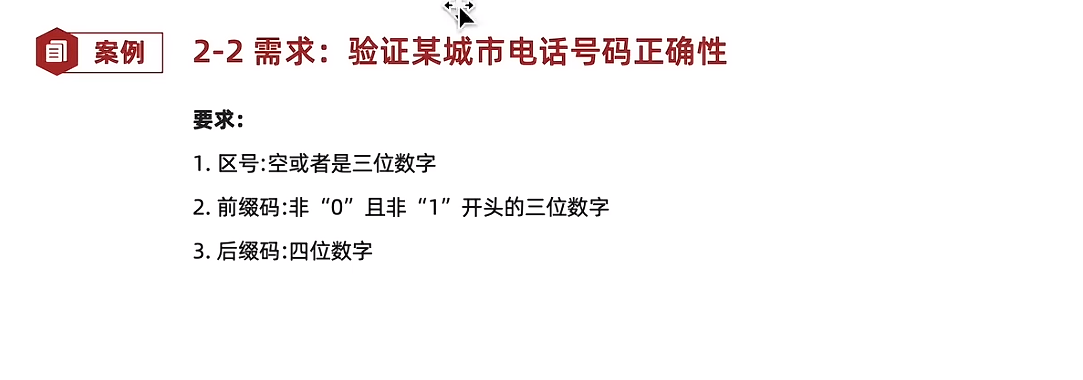 案例
2-2 需求：验证某城市电话号码正确性
要求：
1. 区号:空或者是三位数字
2. 前缀码:非“0”且非“1”开头的三位数字
3. 后缀码:四位数字